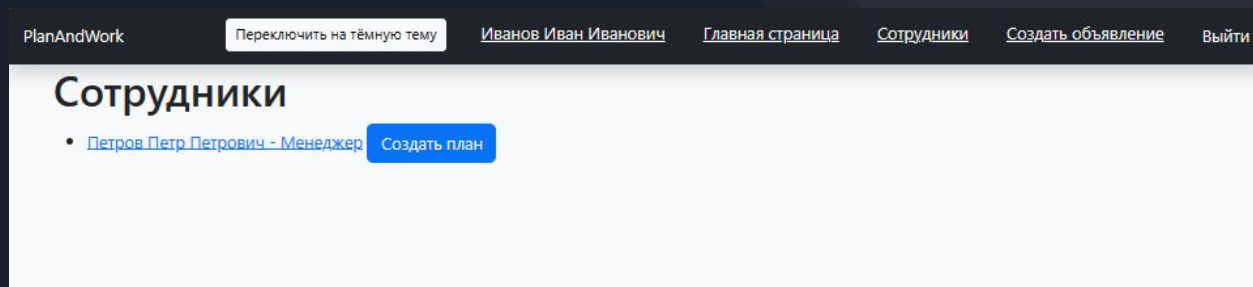 PlanAndWork Переключить на тёмную тему Иванов Иван Иванович Главная страница Сотрудники Создать объявление Выйти
Сотрудники
Петров Петр Петрович - Менеджер Создать план